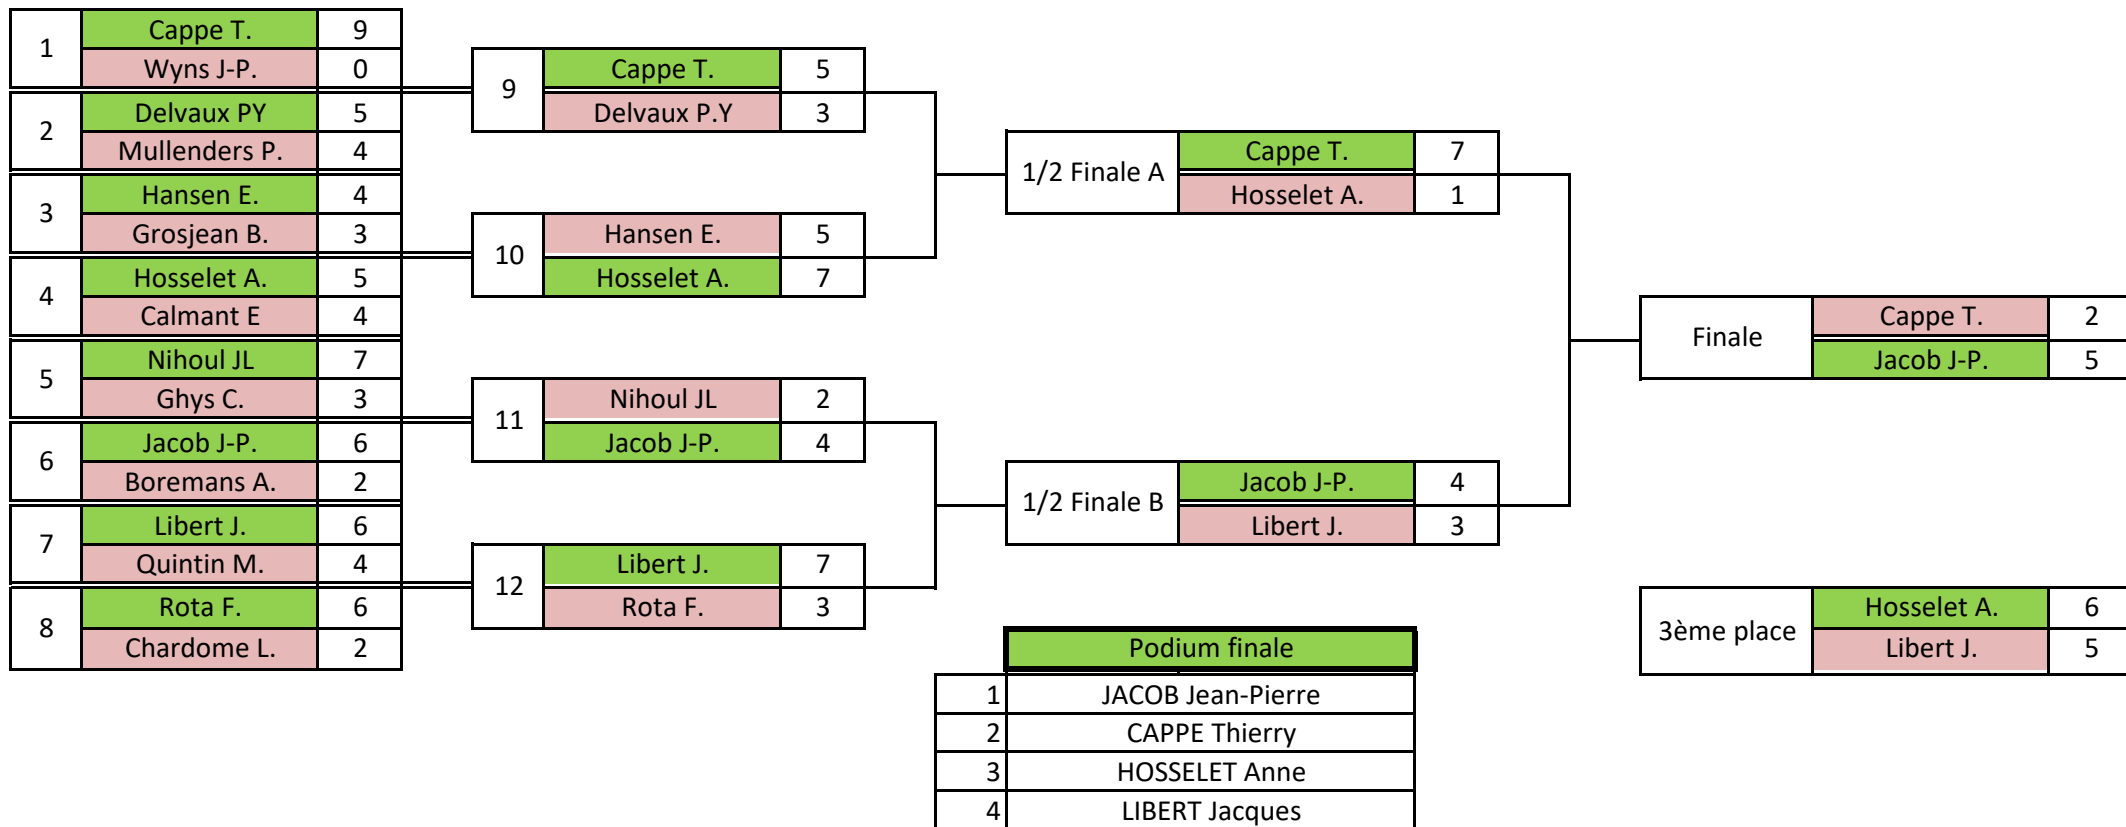 1 Cappe T. 9
Wyns J-P. 0
2 Delvaux PY 5
Mullenders P. 4
3 Hansen E. 4
Grosjean B. 3
4 Hosselet A. 5
Calmant E 4
5 Nihoul JL 7
Ghys C. 3
6 Jacob J-P. 6
Boremans A. 2
7 Libert J. 6
Quintin M. 4
8 Rota F. 6
Chardome L. 2
9 Cappe T. 5
Delvaux P.Y 3
10 Hansen E. 5
Hosselet A. 7
11 Nihoul JL 2
Jacob J-P. 4
12 Libert J. 7
Rota F. 3
1/2 Finale A Cappe T. 7
Hosselet A. 1
1/2 Finale B Jacob J-P. 4
Libert J. 3
Finale Cappe T. 2
Jacob J-P. 5
3ème place Hosselet A. 6
Libert J. 5
Podium finale
1 JACOB Jean-Pierre
2 CAPPE Thierry
3 HOSSELET Anne
4 LIBERT Jacques